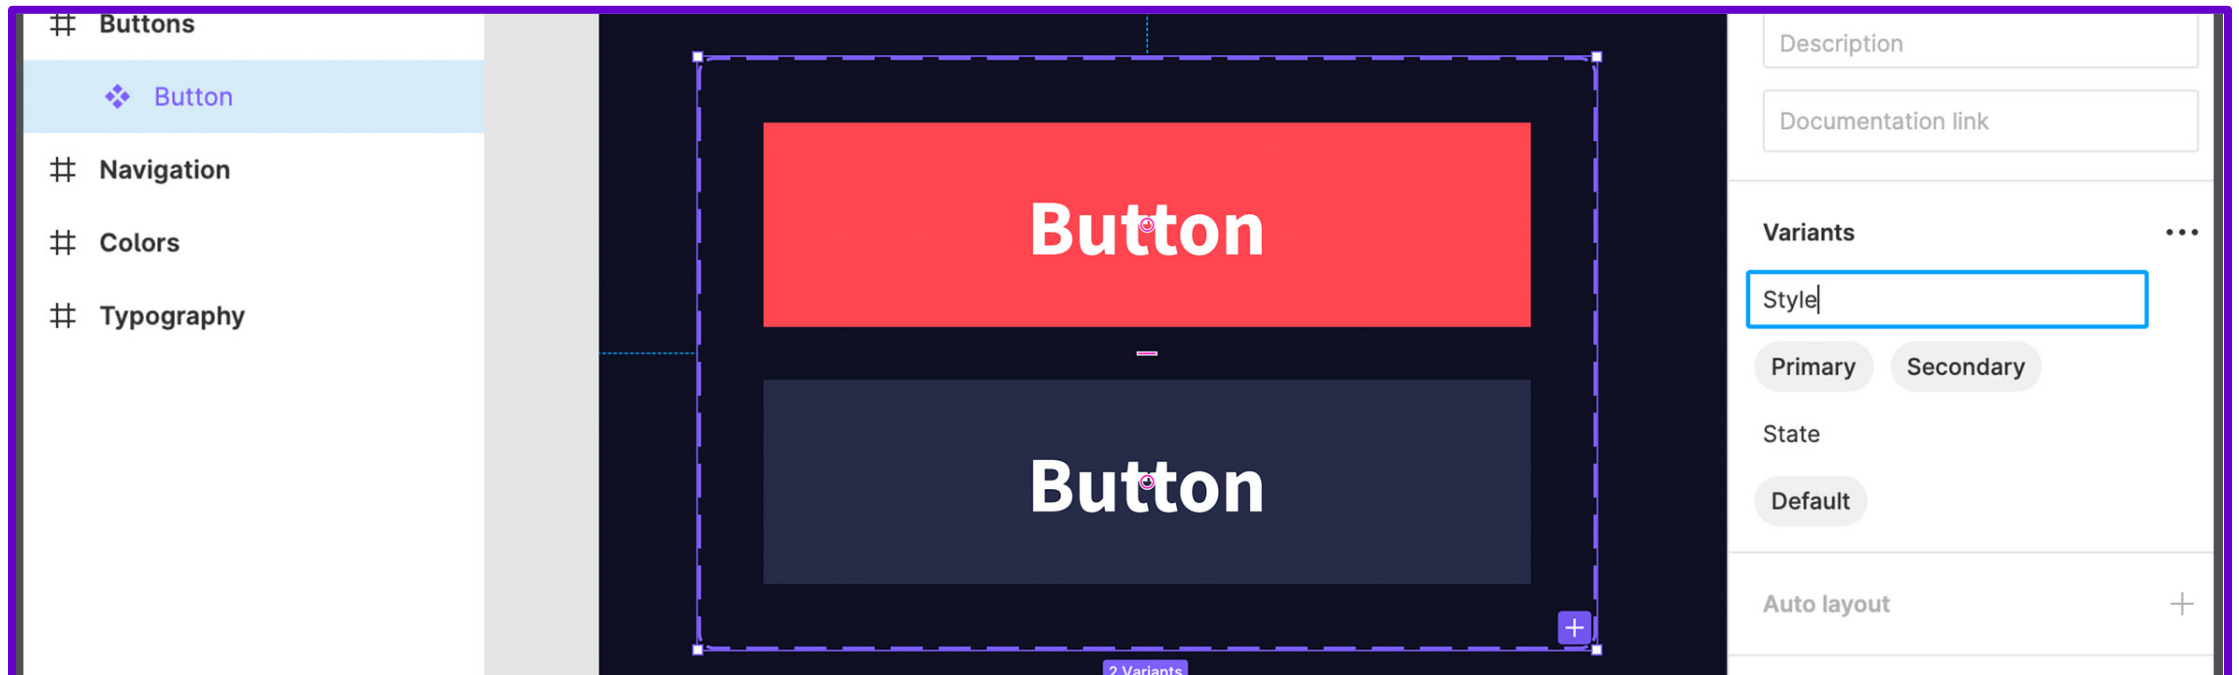 Buttons
Button
Navigation
Colors
Typography
Button
Button
2 Variants
Description
Documentation link
Variants
Style
Primary Secondary
State
Default
Auto layout